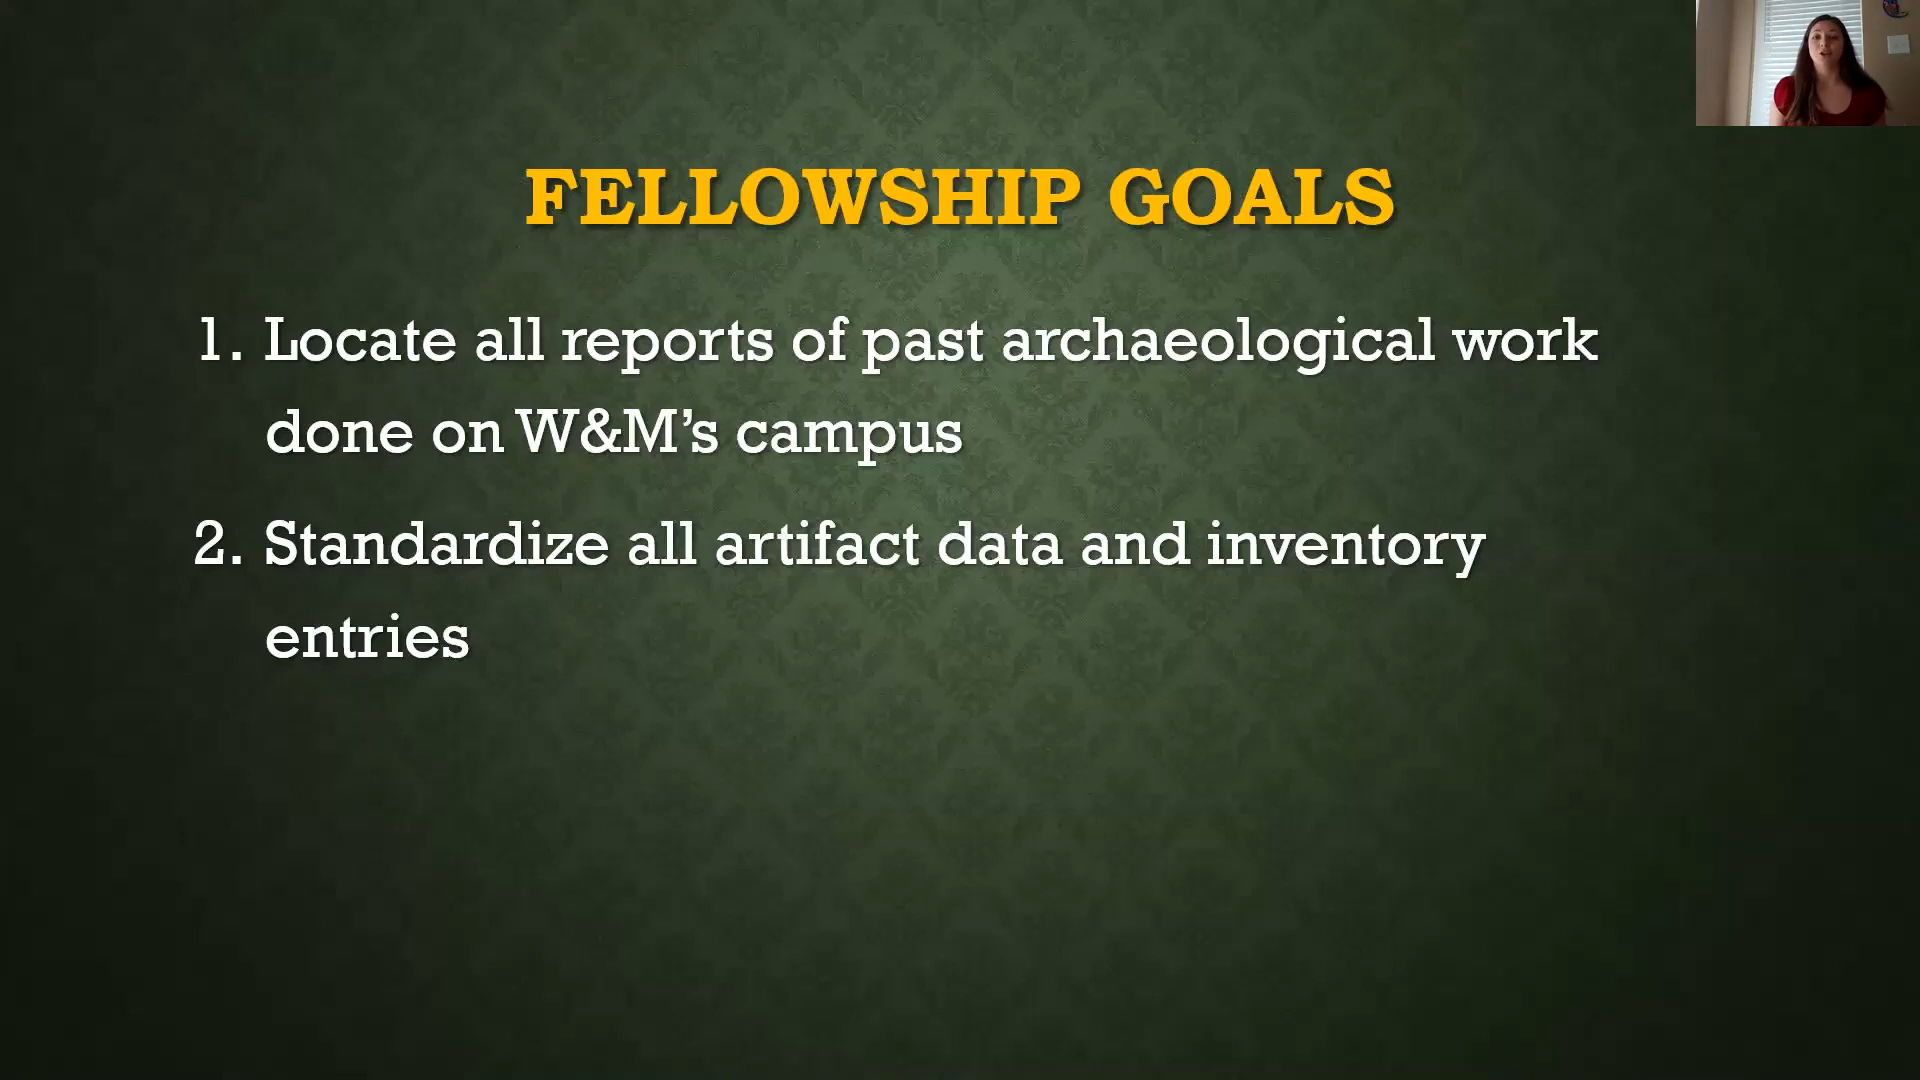 FELLOWSHIP GOALS
1. Locate all reports of past archaeological work
done on W&M’s campus
2. Standardize all artifact data and inventory
entries